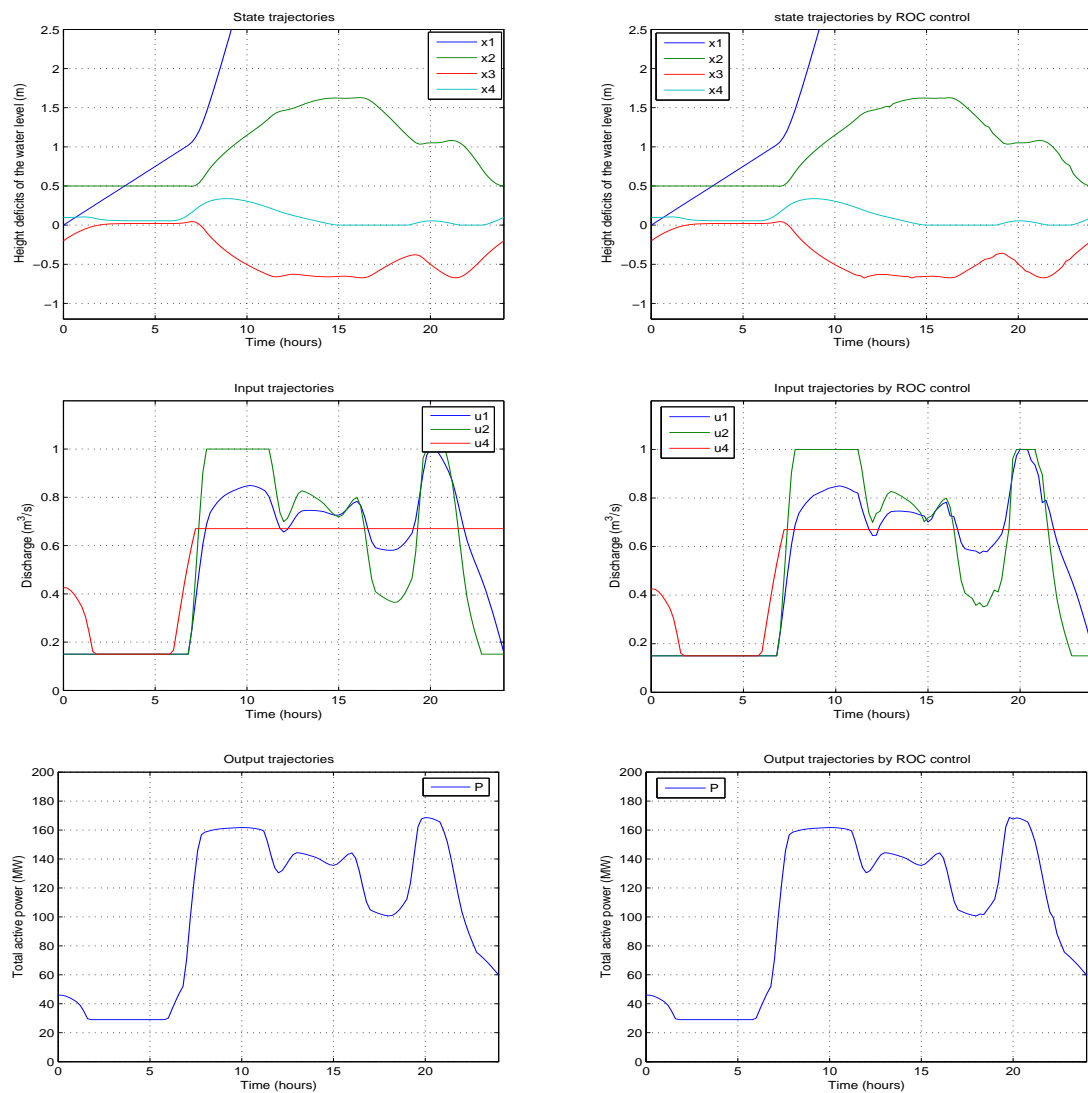 State trajectories
2.5
2
1.5
1
0.5
0
−0.5
−1
Height deficits of the water level (m)
x1
x2
x3
x4
0 5 10 15 20
Time (hours)
state trajectories by ROC control
2.5
2
1.5
1
0.5
0
−0.5
−1
Height deficits of the water level (m)
x1
x2
x3
x4
0 5 10 15 20
Time (hours)
Input trajectories
1
0.8
0.6
0.4
0.2
0
Discharge (m3/s)
u1
u2
u4
0 5 10 15 20
Time (hours)
Input trajectories by ROC control
1
0.8
0.6
0.4
0.2
0
Discharge (m3/s)
u1
u2
u4
0 5 10 15 20
Time (hours)
Output trajectories
200
180
160
140
120
100
80
60
40
20
0
Total active power (MW)
P
0 5 10 15 20
Time (hours)
Output trajectories by ROC control
200
180
160
140
120
100
80
60
40
20
0
Total active power (MW)
P
0 5 10 15 20
Time (hours)